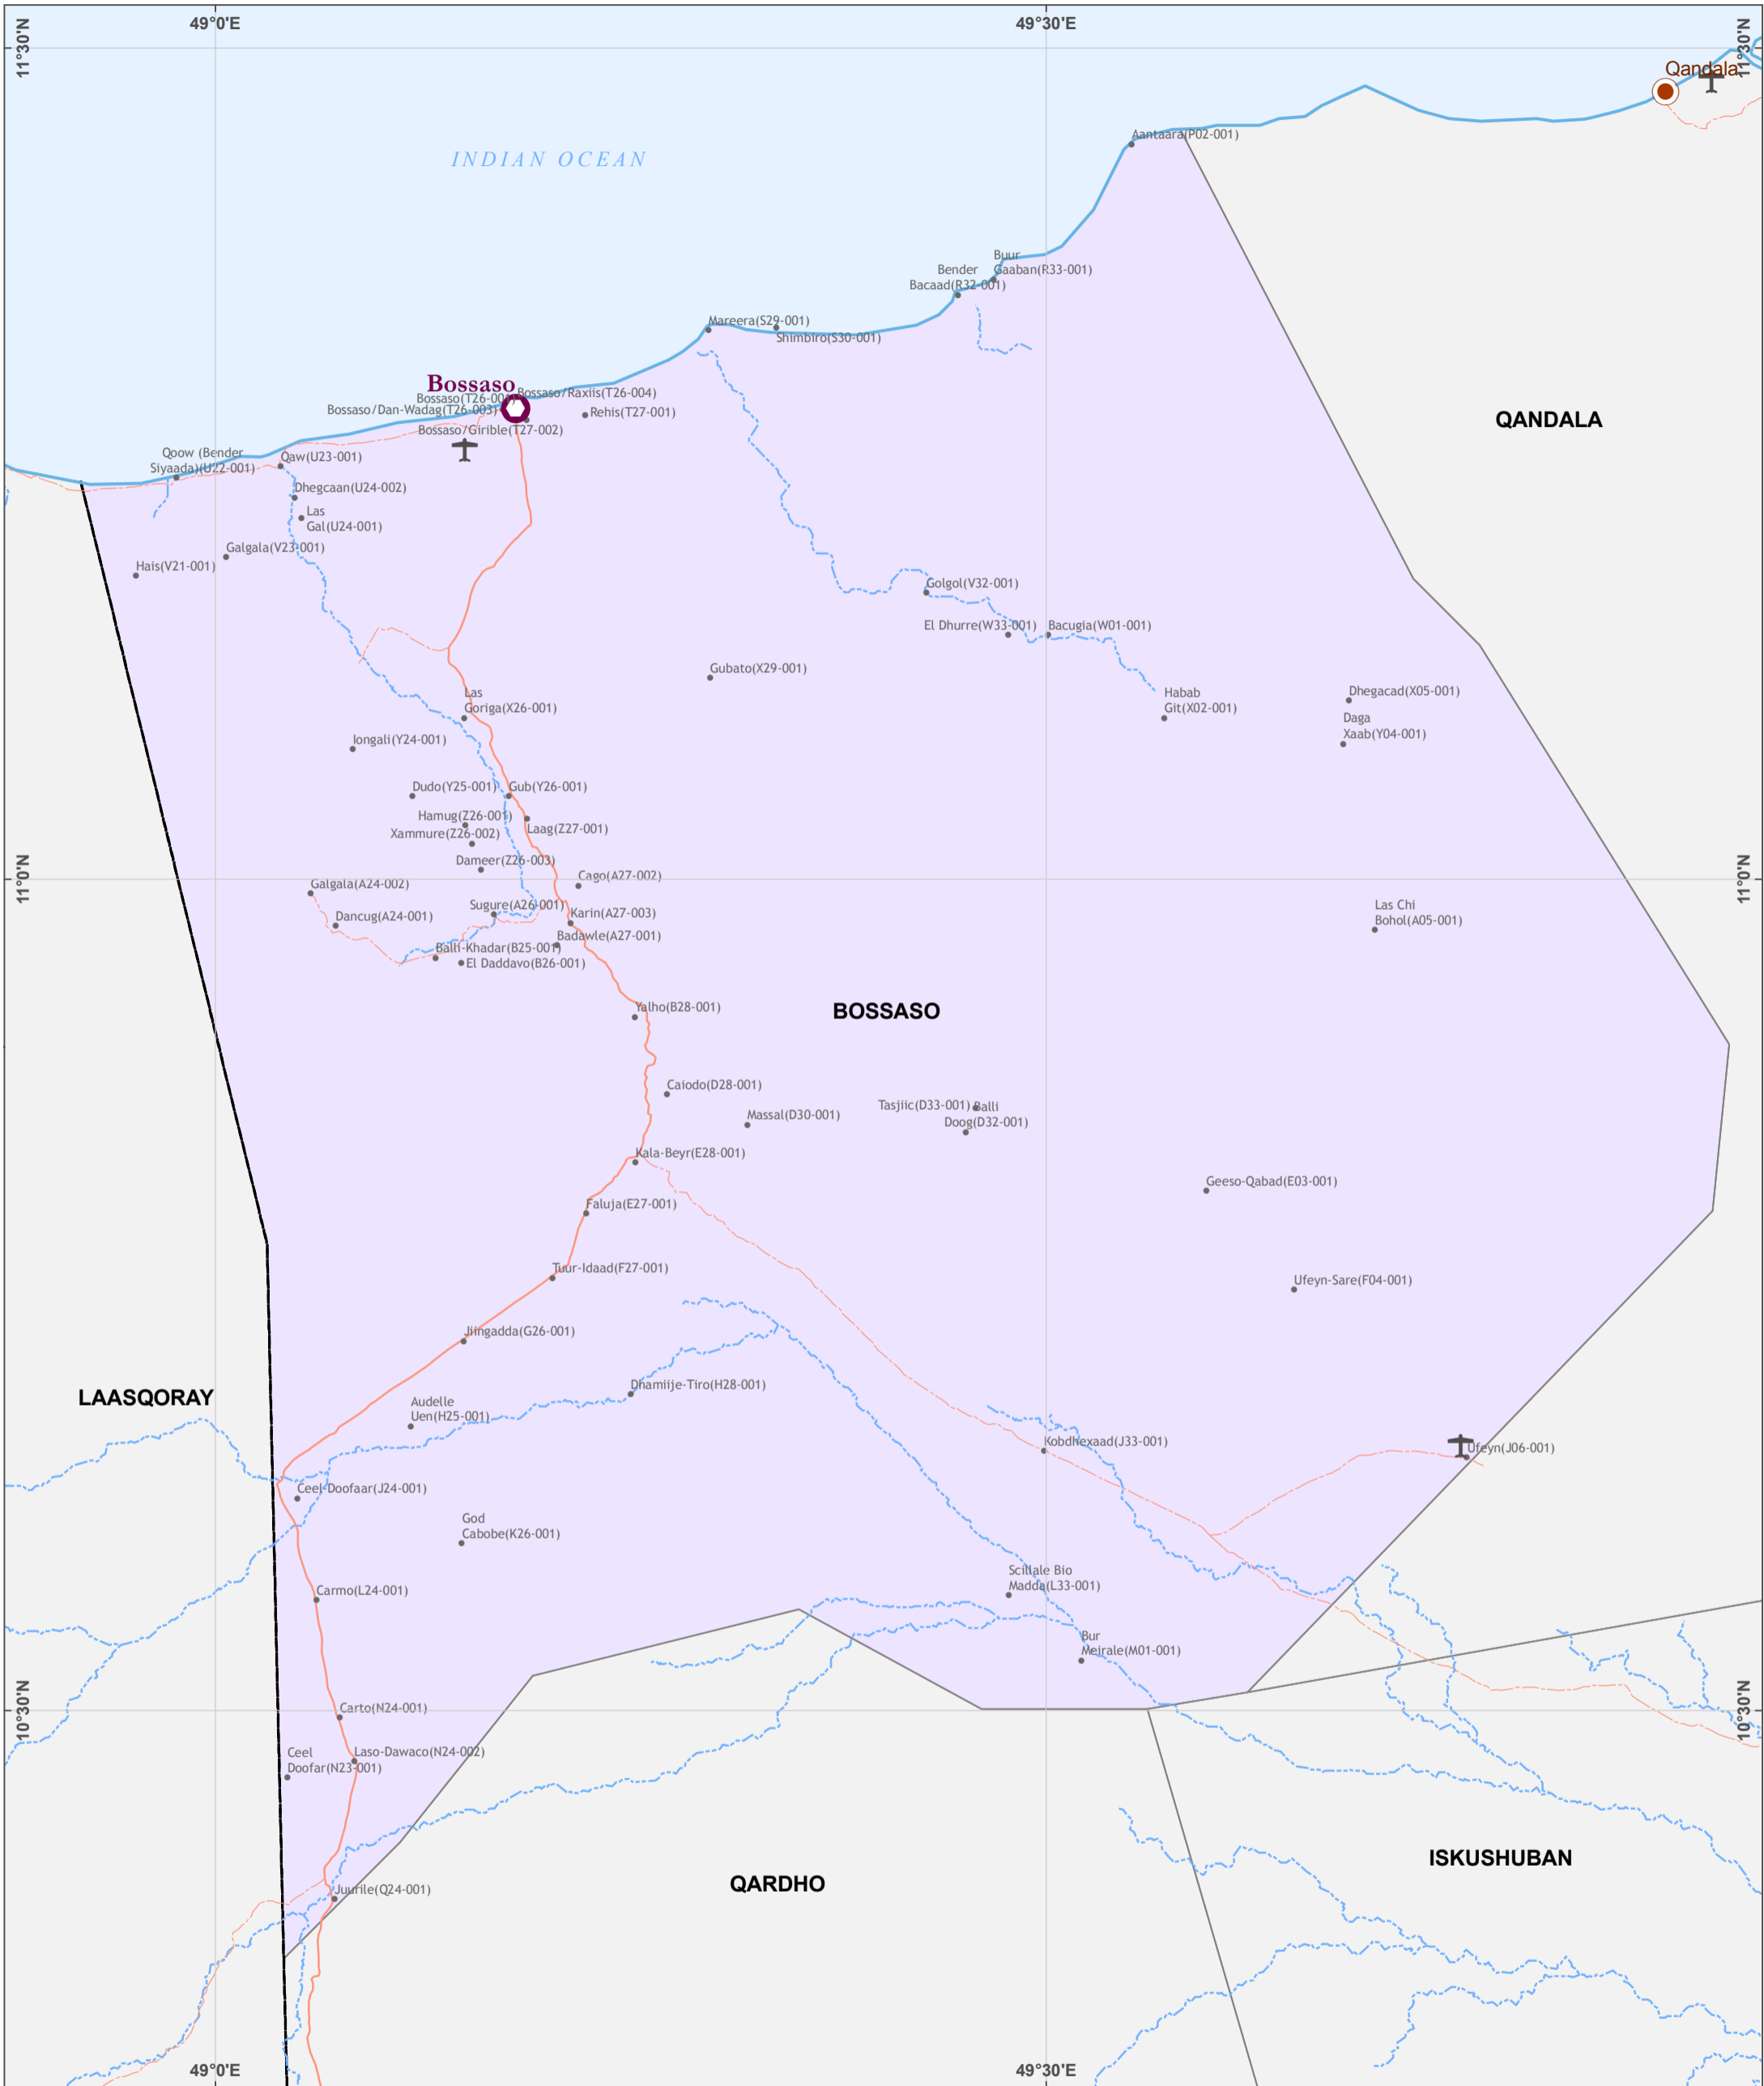 49°0'E
49°30'E
11°30'N
11°30'N
Qandala
Aantaara(P02-001)
INDIAN OCEAN
Buur
Gaaban(R33-001)
Bender
Bacaad(R32-001)
Mareera(S29-001)
Shimbiro(S30-001)
Bossaso
Bossaso/Raxiis(T26-004)
Bossaso(T26-001)
Bossaso/Dan-Wadag(T26-003)
Rehis(T27-001)
Bossaso/Girible(T27-002)
QANDALA
Qoow (Bender
Siyaada)(U22-001)
Qaw(U23-001)
Dhegcaan(U24-002)
Las
Gal(U24-001)
Galgala(V23-001)
Hais(V21-001)
Golgol(V32-001)
El Dhurre(W33-001)
Bacugia(W01-001)
Gubato(X29-001)
Las
Goriga(X26-001)
Habab
Git(X02-001)
Dhegacad(X05-001)
Daga
Xaab(Y04-001)
Iongali(Y24-001)
Dudo(Y25-001)
Gub(Y26-001)
Hamug(Z26-001)
Laag(Z27-001)
Xammure(Z26-002)
Dameer(Z26-003)
11°0'N
11°0'N
Cago(A27-002)
Galgala(A24-002)
Sugure(A26-001)
Karin(A27-003)
Dancug(A24-001)
Las Chi
Bohol(A05-001)
Badawle(A27-001)
Balli-Khadar(B25-001)
El Daddavo(B26-001)
Yalho(B28-001)
BOSSASO
Caiodo(D28-001)
Massal(D30-001)
Tasjiic(D33-001)
Balli
Doog(D32-001)
Kala-Beyr(E28-001)
Geeso-Qabad(E03-001)
Faluja(E27-001)
Tuur-Idaad(F27-001)
Ufeyn-Sare(F04-001)
Jiingadda(G26-001)
Dhamiije-Tiro(H28-001)
LAASQORAY
Audelle
Uen(H25-001)
Kobdhexaad(J33-001)
Ufeyn(J06-001)
Ceel-Doofaar(J24-001)
God
Cabobe(K26-001)
Scillale Bio
Madda(L33-001)
Carmo(L24-001)
Bur
Meirale(M01-001)
10°30'N
10°30'N
Carto(N24-001)
Laso-Dawaco(N24-002)
Ceel
Doofar(N23-001)
ISKUSHUBAN
QARDHO
Juurile(Q24-001)
49°0'E
49°30'E